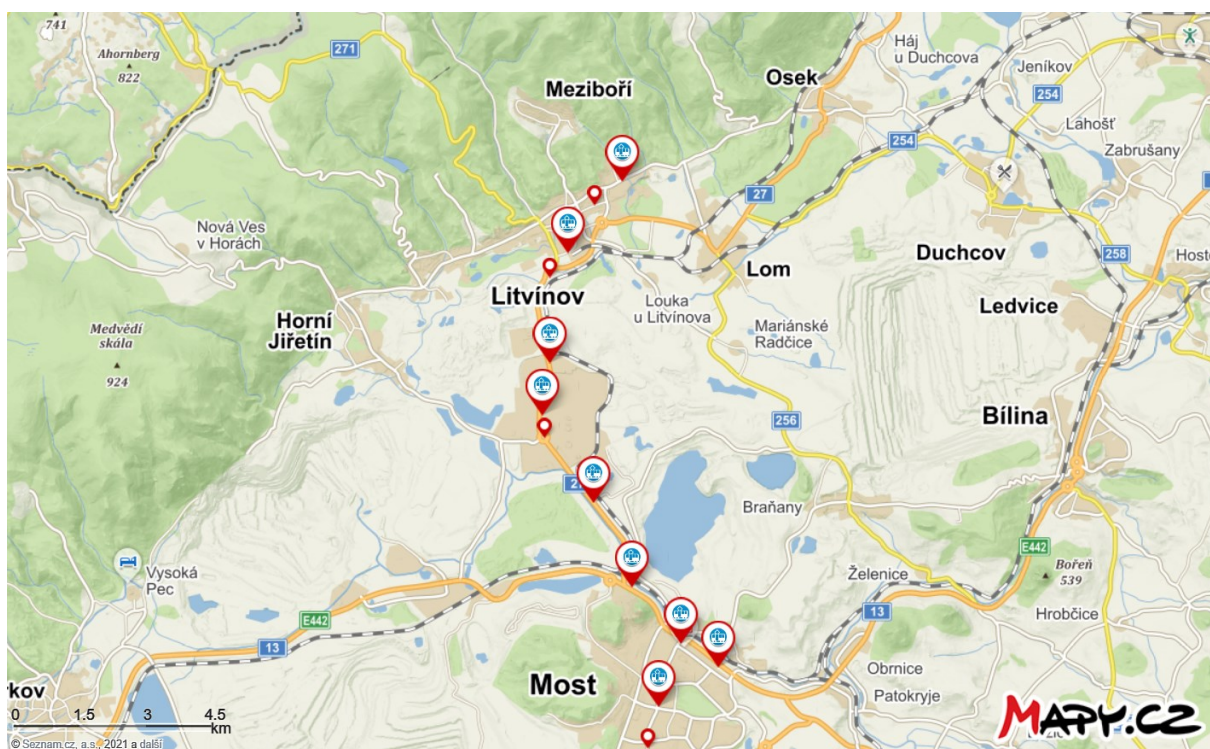 741
Ahornberg
822
271
Meziboří
Osek
Háj
u Duchcova
Jeníkov
254
Lahošť
Zabrušany
254
27
Nová Ves
v Horách
Duchcov
258
Lom
Litvínov
Louka
u Litvínova
Ledvice
Horní
Jiřetín
Mariánské
Radčice
Medvědí
skála
924
256
Bílina
Braňany
E442
Vysoká
Pec
Želenice
Bořeň
539
13
Hrobčice
E442
13
Obrnice
Most
Patokryje
rkov
0 1.5 3 4.5
km
MAPY.CZ
© Seznam.cz, a.s., 2021 a další